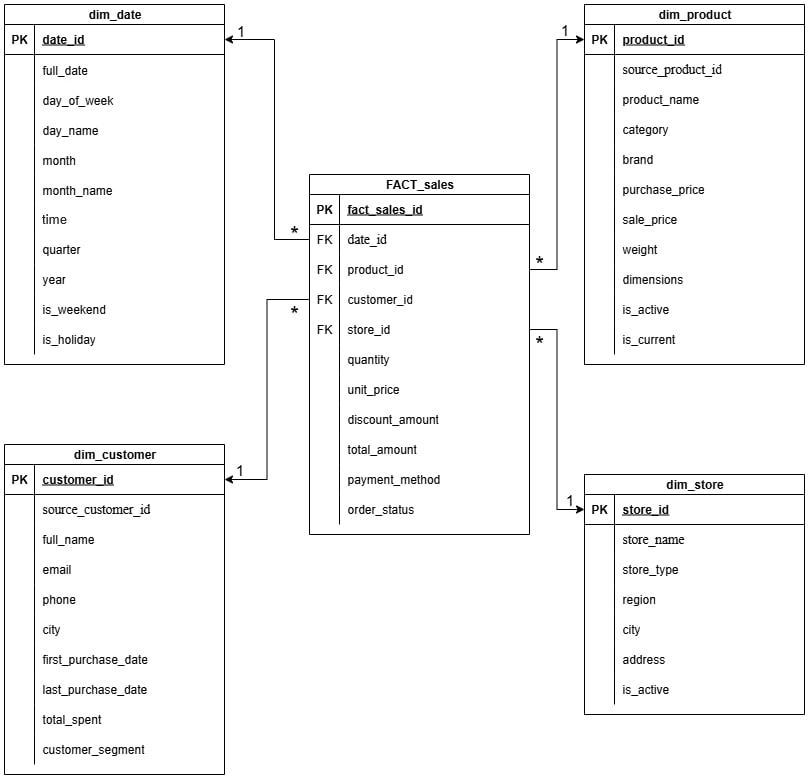 dim_date
PK date_id
full_date
day_of_week
day_name
month
month_name
time
quarter
year
is_weekend
is_holiday
1
*
dim_product
PK product_id
source_product_id
product_name
category
brand
purchase_price
sale_price
weight
dimensions
is_active
is_current
1
*
FACT_sales
PK fact_sales_id
FK date_id
FK product_id
FK customer_id
FK store_id
quantity
unit_price
discount_amount
total_amount
payment_method
order_status
*
*
dim_customer
PK customer_id
source_customer_id
full_name
email
phone
city
first_purchase_date
last_purchase_date
total_spent
customer_segment
1
dim_store
PK store_id
store_name
store_type
region
city
address
is_active
1